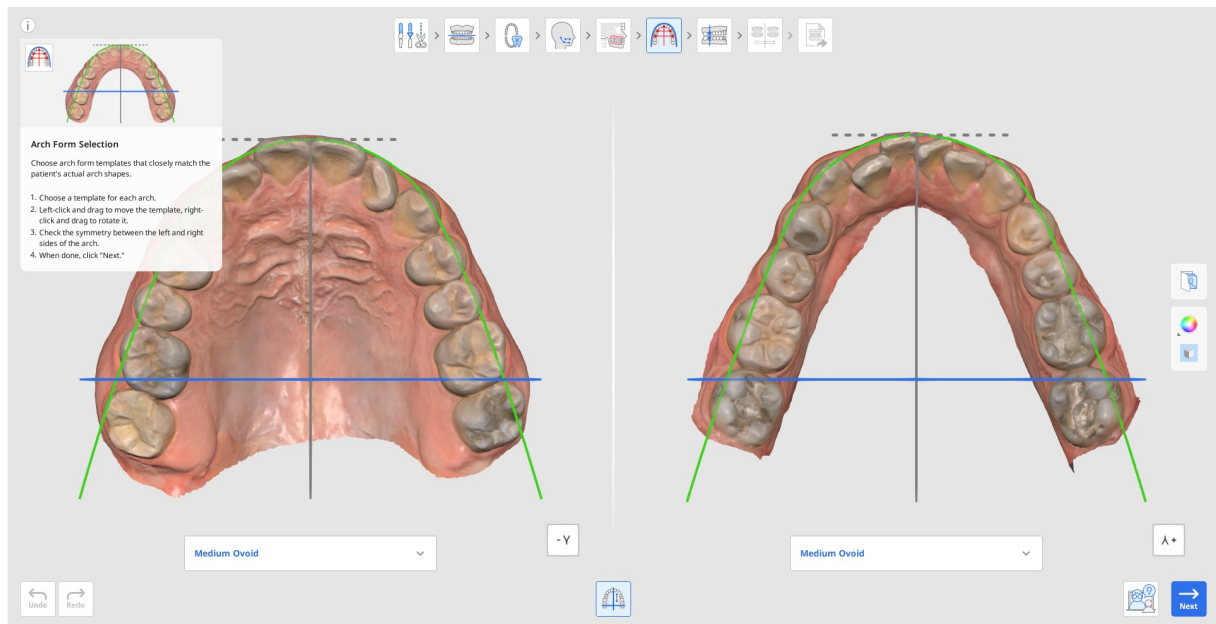 Arch Form Selection
Choose arch form templates that closely match the
patient's actual arch shapes.
1. Choose a template for each arch.
2. Left-click and drag to move the template, right-
click and drag to rotate it.
3. Check the symmetry between the left and right
sides of the arch.
4. When done, click "Next."
Medium Ovoid
- Y
Medium Ovoid
Y +
Undo
Redo
Next